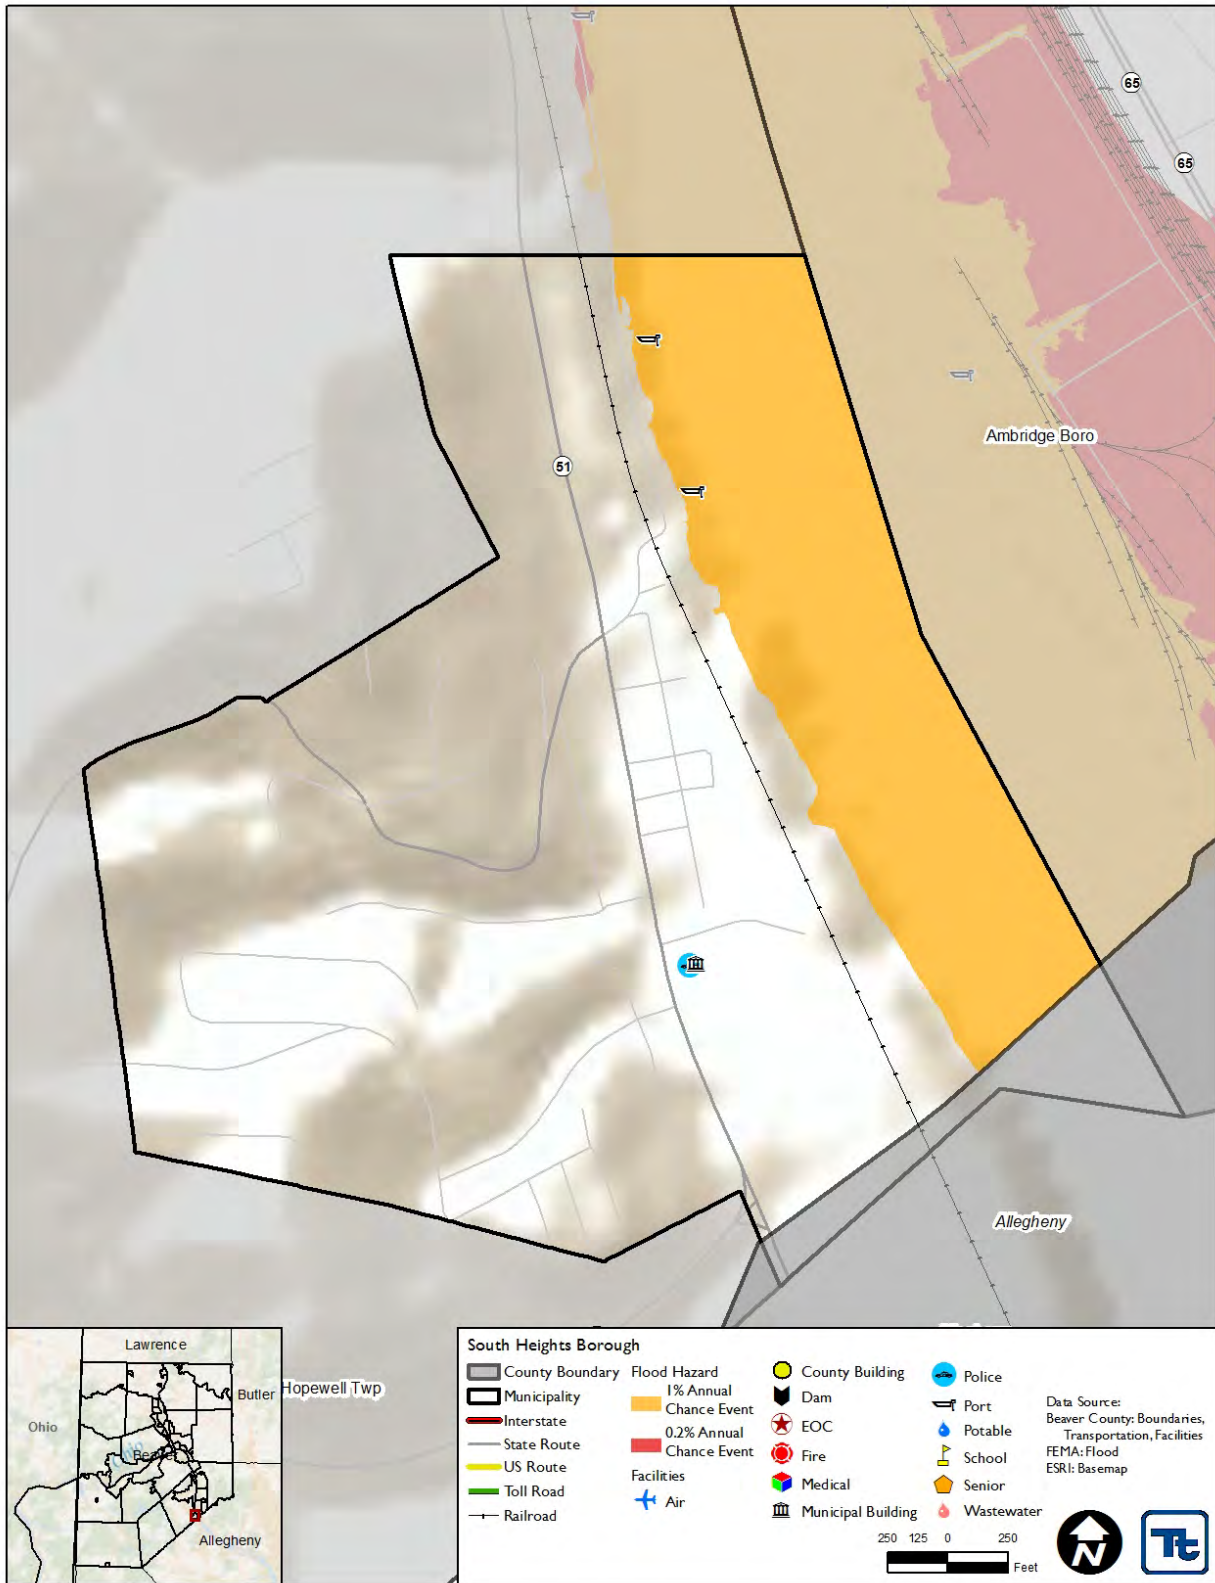 65
65
Ambridge Boro
51
Allegheny
Hopewell Twp
Lawrence
Butler
Ohio
Ohio
Beaver
Allegheny
South Heights Borough
County Boundary
Municipality
Interstate
State Route
US Route
Toll Road
Railroad
Flood Hazard
1% Annual
Chance Event
0.2% Annual
Chance Event
Facilities
Air
County Building
Dam
EOC
Fire
Medical
Municipal Building
Police
Port
Potable
School
Senior
Wastewater
Data Source:
Beaver County: Boundaries,
Transportation, Facilities
FEMA: Flood
ESRI: Basemap
250 125 0 250
Feet
N
Tt